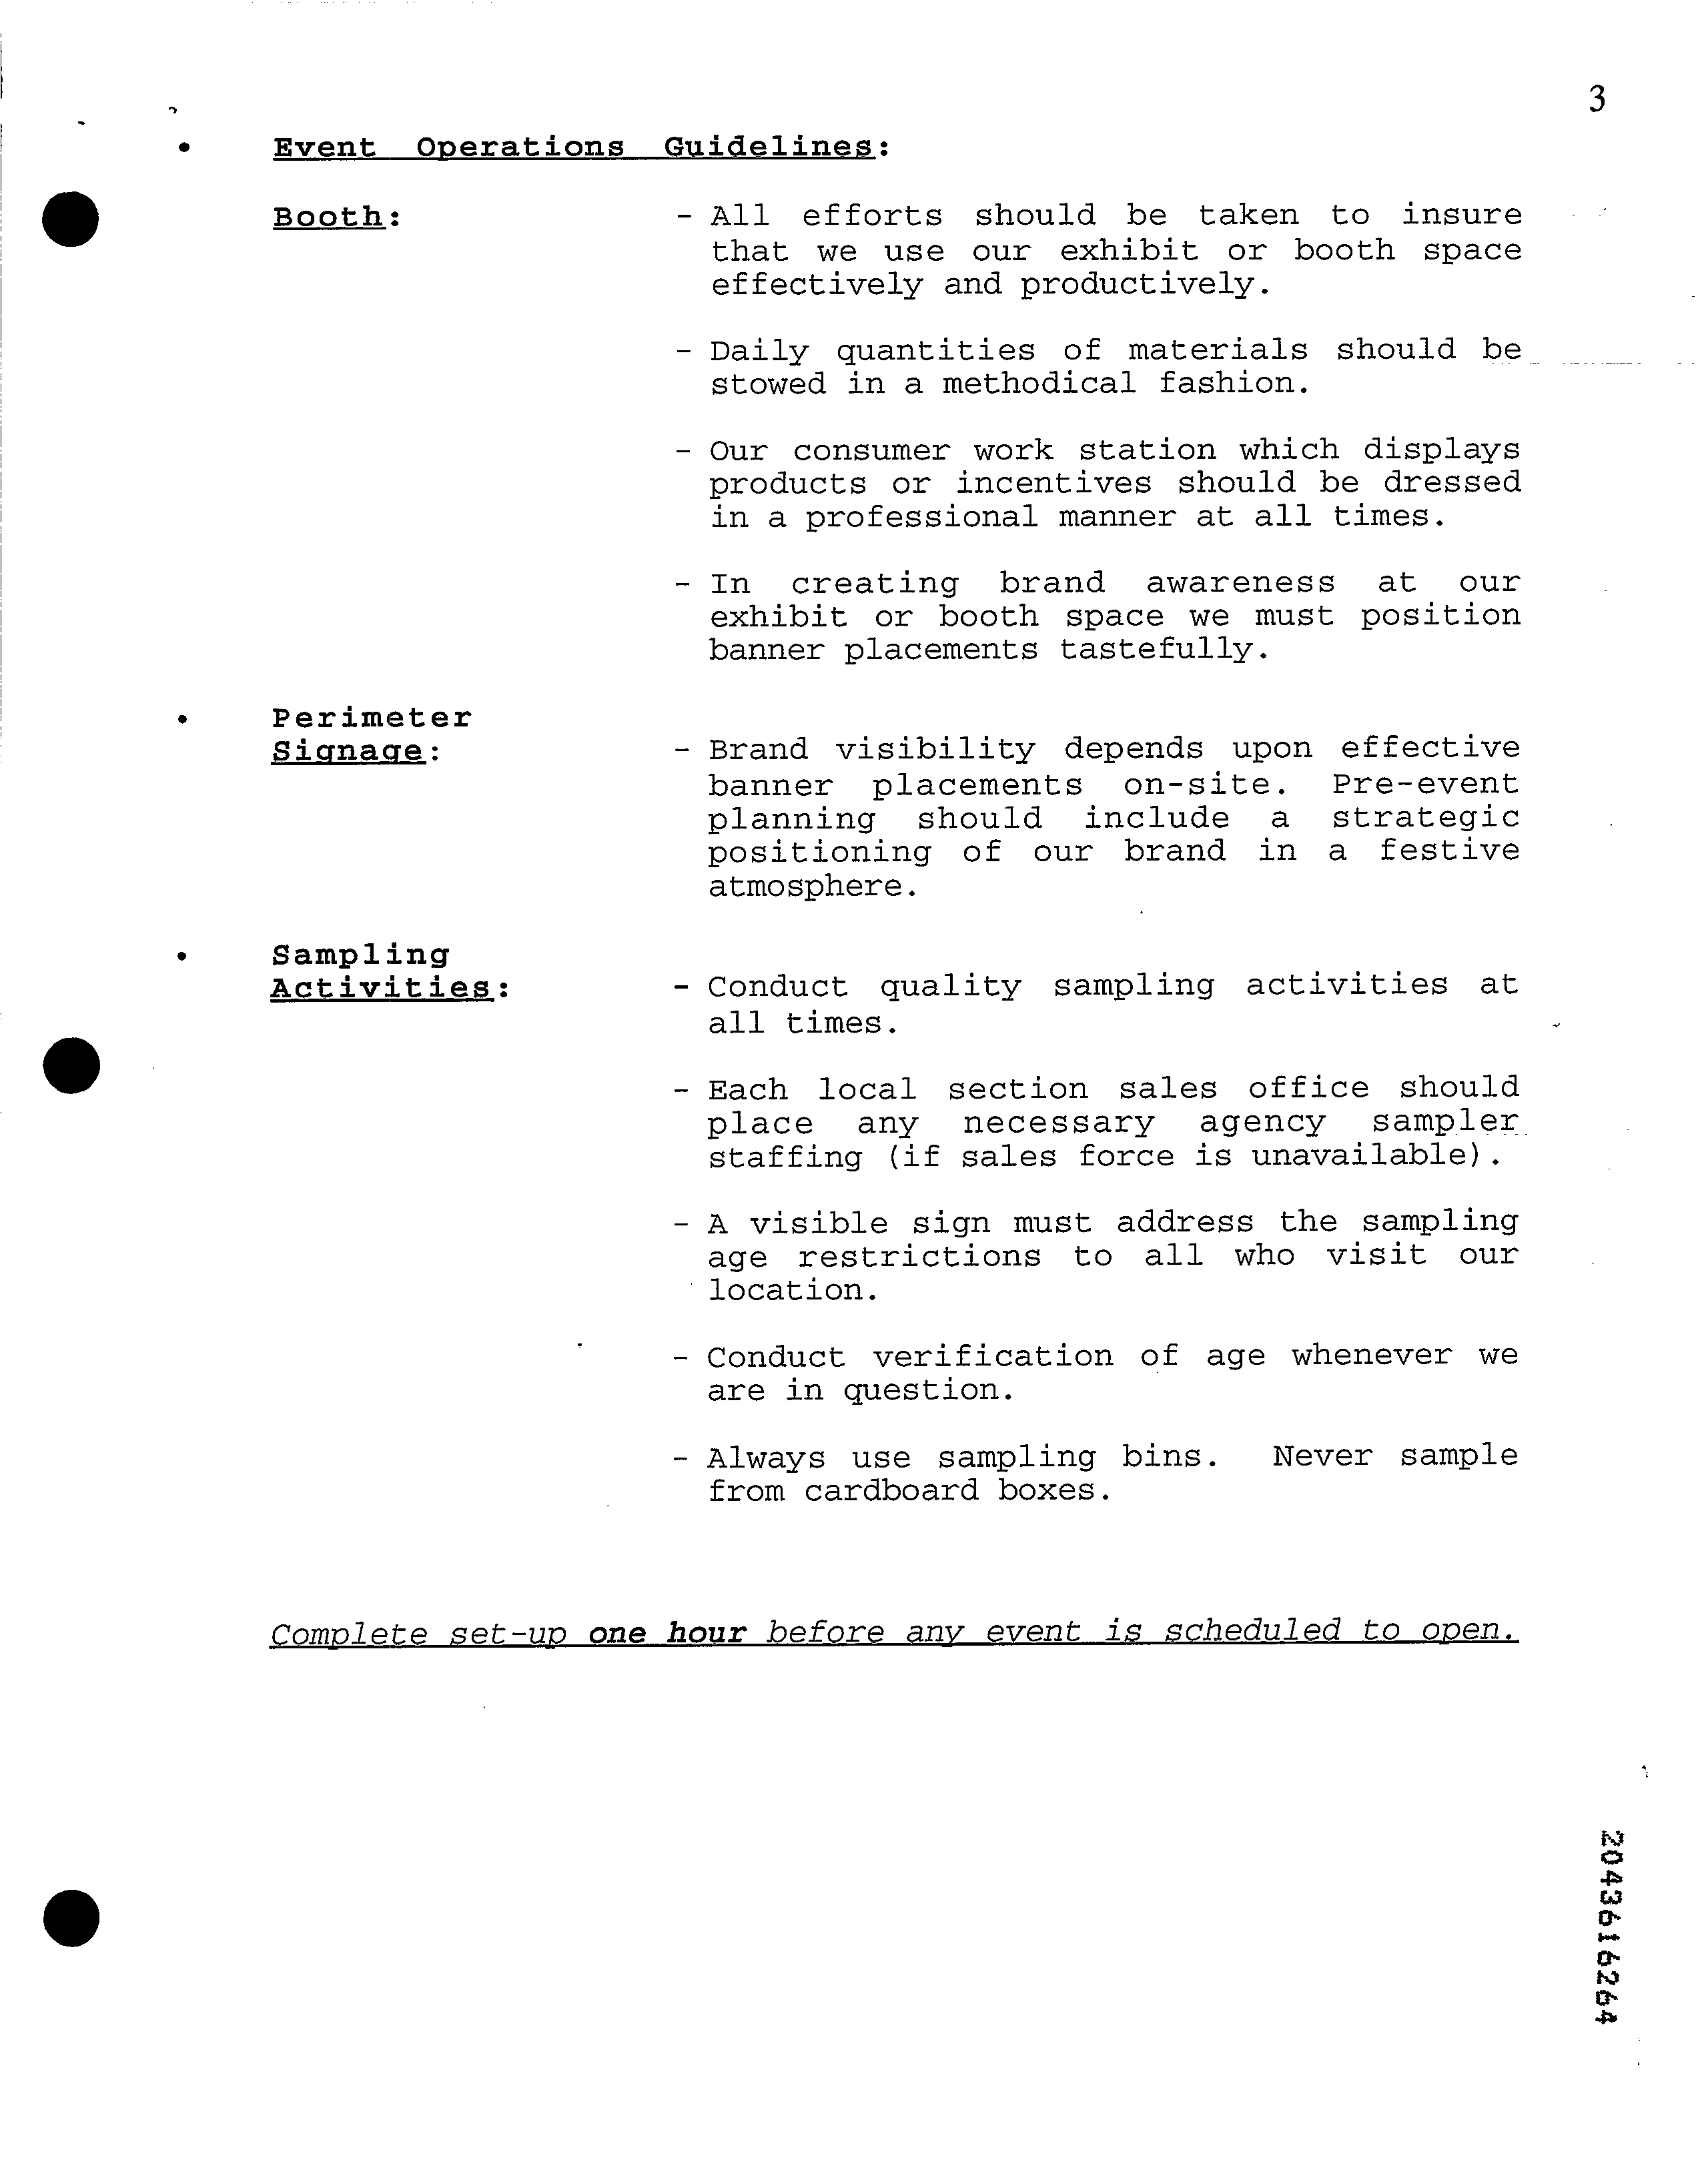 3
• Event Operations Guidelines:
Booth: - All efforts should be taken to insure
that we use our exhibit or booth space
effectively and productively.
- Daily quantities of materials should be
stowed in a methodical fashion.
- Our consumer work station which displays
products or incentives should be dressed
in a professional manner at all times.
- In creating brand awareness at our
exhibit or booth space we must position
banner placements tastefully.
• Perimeter
Signage: - Brand visibility depends upon effective
banner placements on-site. Pre-event
planning should include a strategic
positioning of our brand in a festive
atmosphere.
• Sampling
Activities: - Conduct quality sampling activities at
all times.
- Each local section sales office should
place any necessary agency sampler
staffing (if sales force is unavailable).
- A visible sign must address the sampling
age restrictions to all who visit our
location.
- Conduct verification of age whenever we
are in question.
- Always use sampling bins. Never sample
from cardboard boxes.
Complete set-up one hour before any event is scheduled to open.
2043616264